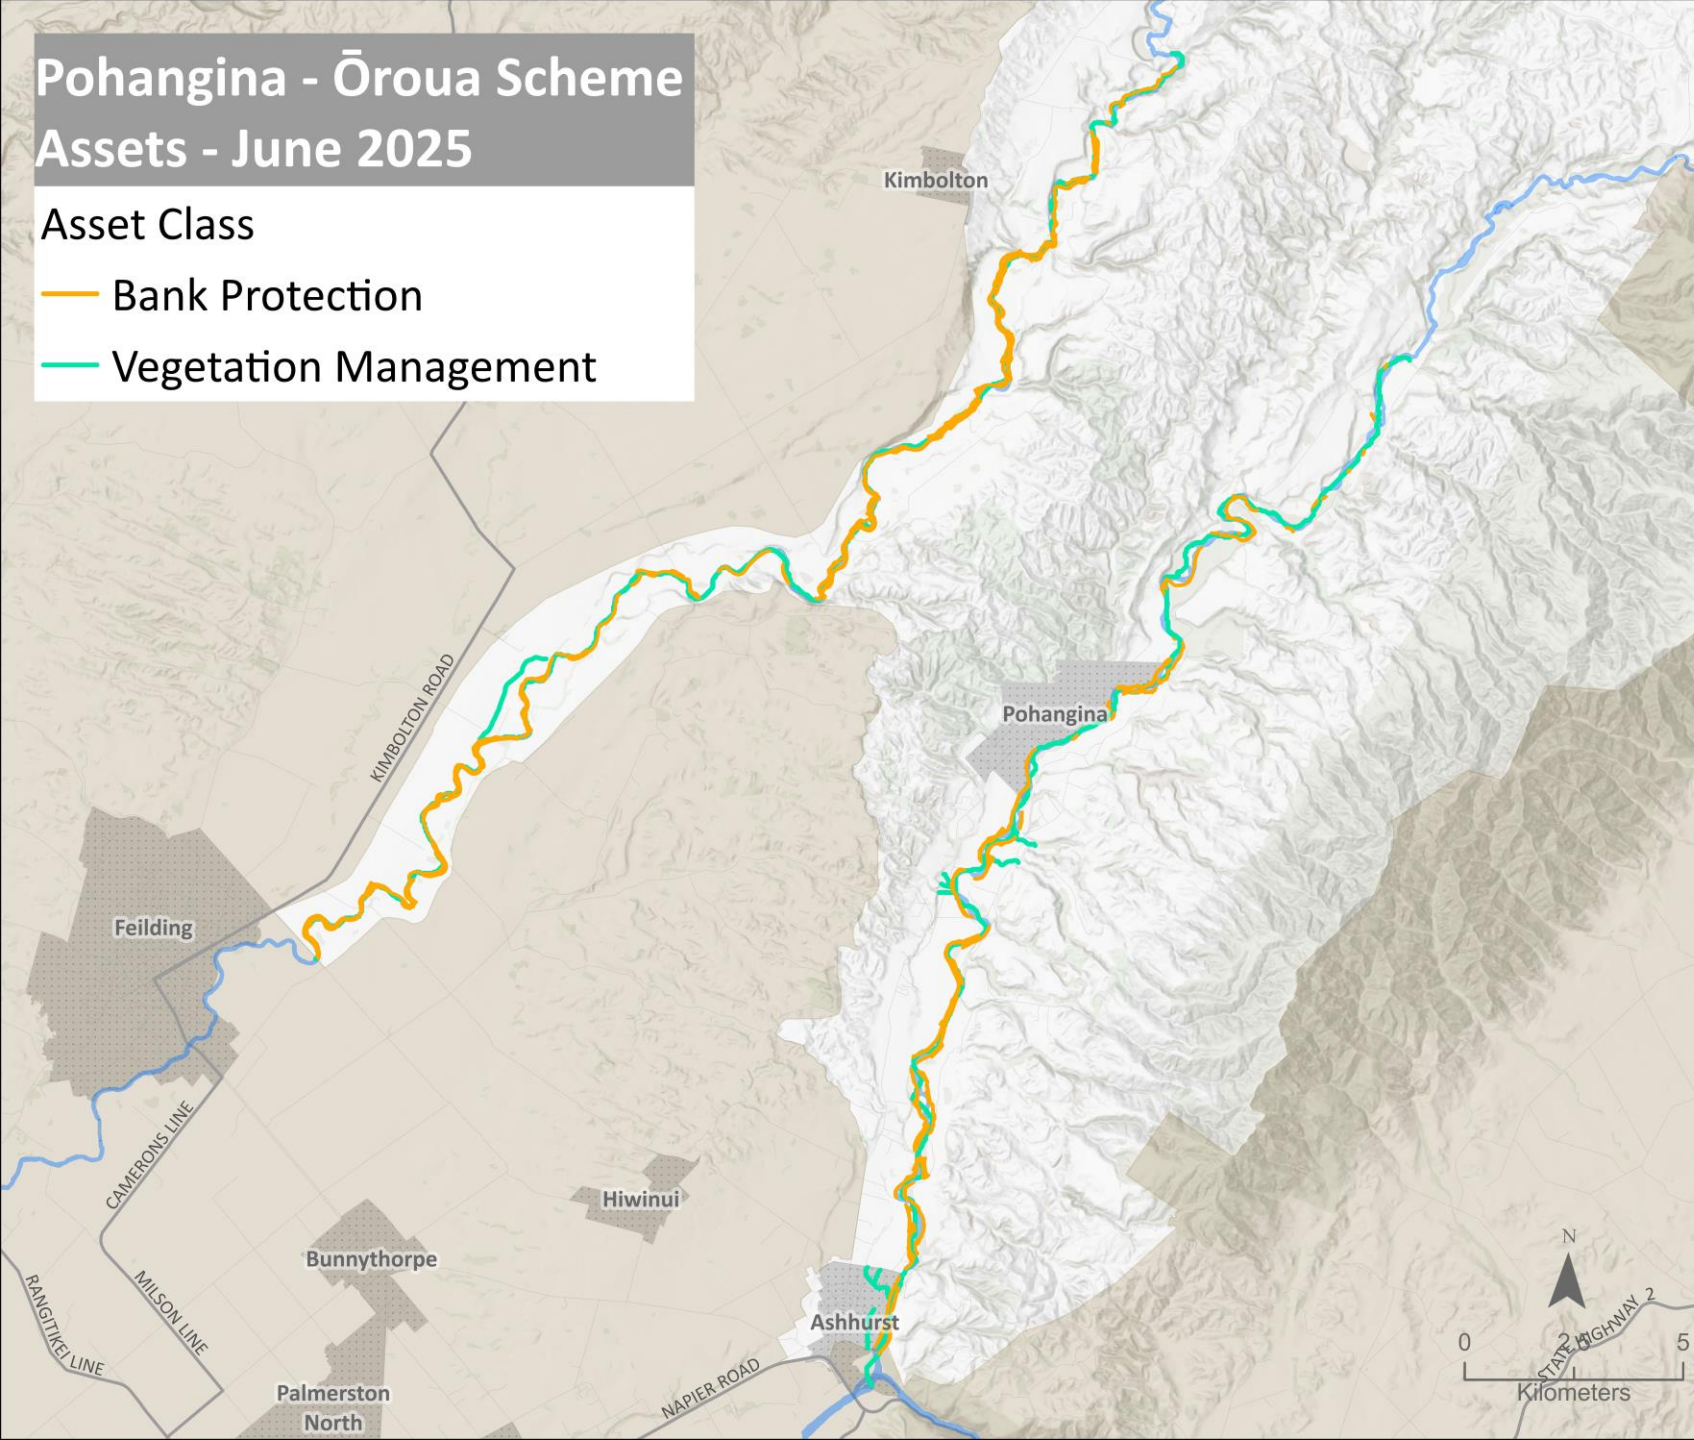 Pohangina - Ōroua Scheme
Assets - June 2025
Asset Class
Bank Protection
Vegetation Management
Kimbolton
KIMBOLTON ROAD
Pohangina
Feilding
CAMERONS LINE
Hiwinui
Bunnythorpe
MILSON LINE
RANGITIKEI LINE
Ashhurst
NAPIER ROAD
Palmerston
North
N
STATE HIGHWAY 2
0 2.5 5
Kilometers